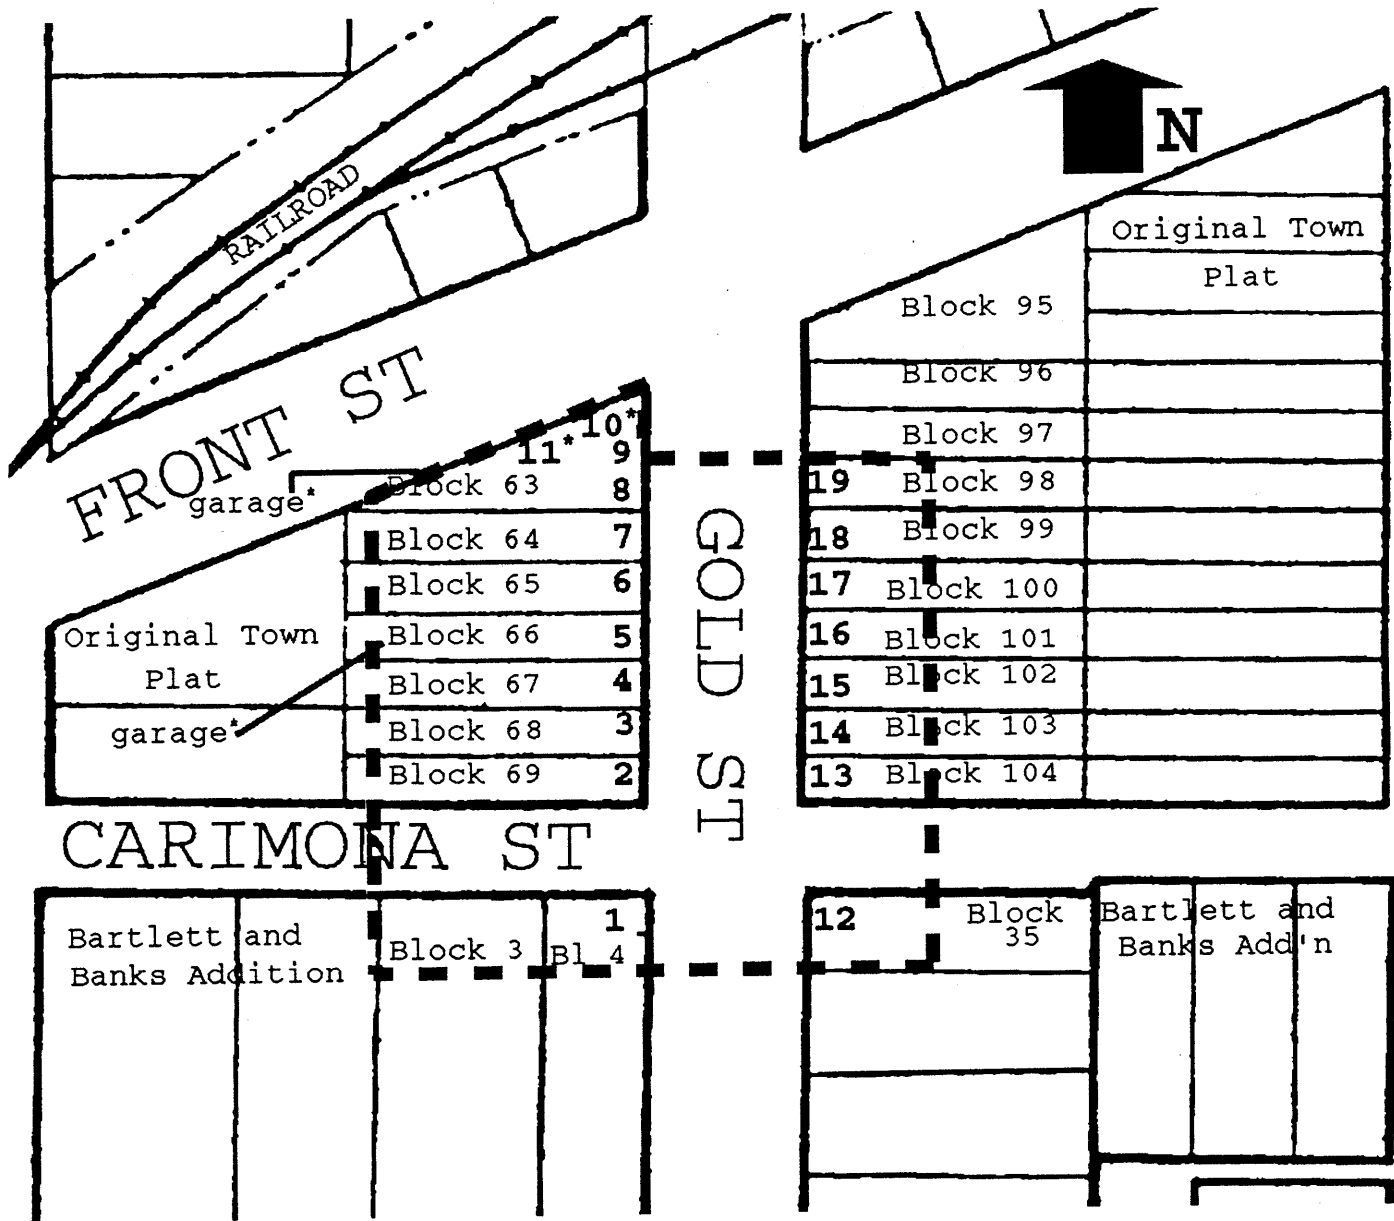 N
RAILROAD
Original Town
Plat
Block 95
FRONT ST
Block 96
10*
11*
9
Block 97
garage*
Block 63
8
19
Block 98
Block 64
7
18
Block 99
Block 65
6
17
Block 100
GOLD ST
Original Town
Plat
Block 66
5
16
Block 101
Block 67
4
15
Block 102
garage*
Block 68
3
14
Block 103
Block 69
2
13
Block 104
CARIMONA ST
Bartlett and
Banks Addition
Block 3
1
Bl 4
12
Block
35
Bartlett and
Banks Add'n